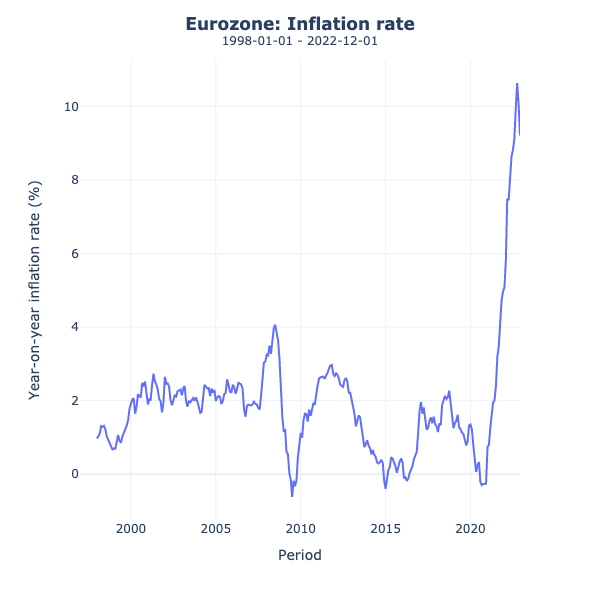 Eurozone: Inflation rate
1998-01-01 - 2022-12-01
Year-on-year inflation rate (%)
10
8
6
4
2
0
2000
2005
2010
2015
2020
Period